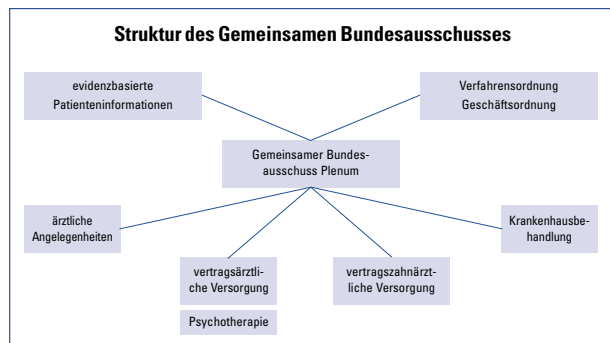 Struktur des Gemeinsamen Bundesausschusses
evidenzbasierte
Patienteninformationen
Verfahrensordnung
Geschäftsordnung
Gemeinsamer Bundes-
ausschuss Plenum
ärztliche
Angelegenheiten
Krankenhausbe-
handlung
vertragsärztli-
che Versorgung
vertragszahnärzt-
liche Versorgung
Psychotherapie